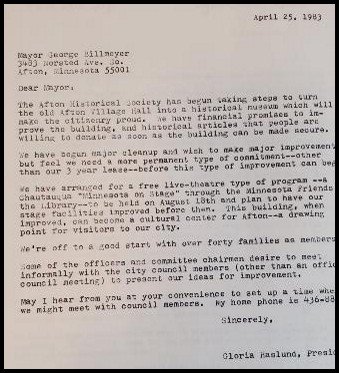 April 25, 1983
Mayor George Billmeyer
3483 Norsted Ave. So.
Afton, Minnesota 55001
Dear Mayor:
The Afton Historical Society has begun taking steps to turn
the old Afton Village Hall into a historical museum which will
make the citizenry proud. We have financial promises to im-
prove the building, and historical articles that people are
willing to donate as soon as the building can be made secure.
We have begun major cleanup and wish to make major improvement
but feel we need a more permanent type of commitment--other
than our 3 year lease--before this type of improvement can beg
We have arranged for a free live-theatre type of program --a
Chautauqua "Minnesota on Stage" through the Minnesota Friends
of the Library--to be held on August 18th and plan to have our
stage facilities improved before then. This building, when
improved, can become a cultural center for Afton--a drawing
point for visitors to our city.
We're off to a good start with over forty families as members
Some of the officers and committee chairmen desire to meet
informally with the city council members (other than an offic
council meeting) to present our ideas for improvement.
May I hear from you at your convenience to set up a time whe
we might meet with council members. My home phone is 436-88
Sincerely,
Gloria Haslund, Presid